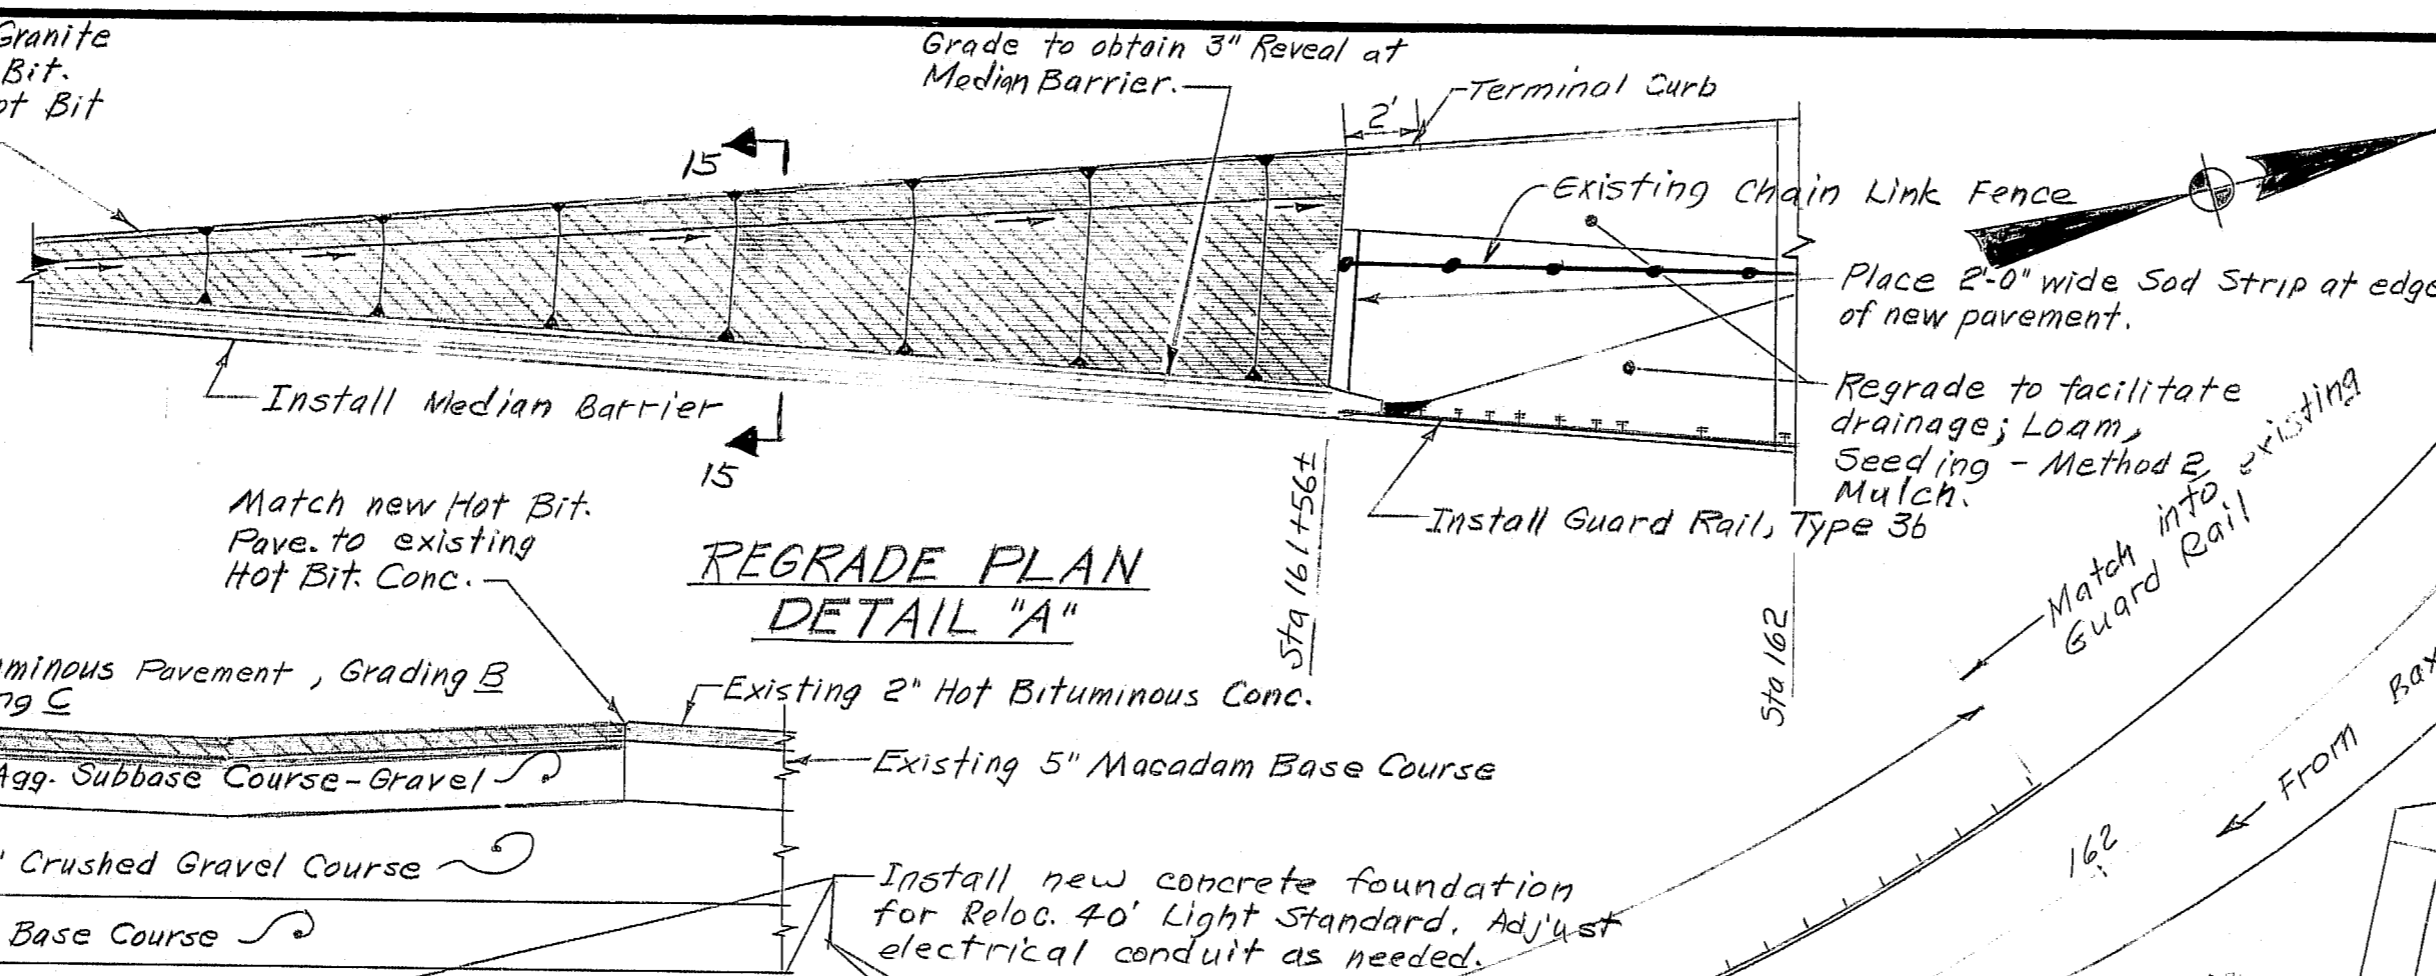 Granite
Bit.
ot Bit
Grade to obtain 3" Reveal at
Median Barrier.
Terminal Curb
2'
15
Existing Chain Link Fence
Place 2'-0" wide Sod Strip at edge
of new pavement.
Install Median Barrier
15
Regrade to facilitate
drainage; Loam,
Seeding - Method 2,
Mulch.
Install Guard Rail, Type 3b
Match new Hot Bit.
Pave. to existing
Hot Bit. Conc.
REGRADE PLAN
DETAIL "A"
Sta 161+56±
Sta 162
Match into existing
Guard Rail
minous Pavement, Grading B
ng C
Existing 2" Hot Bituminous Conc.
Agg. Subbase Course-Gravel
Existing 5" Macadam Base Course
Crushed Gravel Course
Base Course
Install new concrete foundation
for Reloc. 40' Light Standard. Adjust
electrical conduit as needed.
162
From Bax